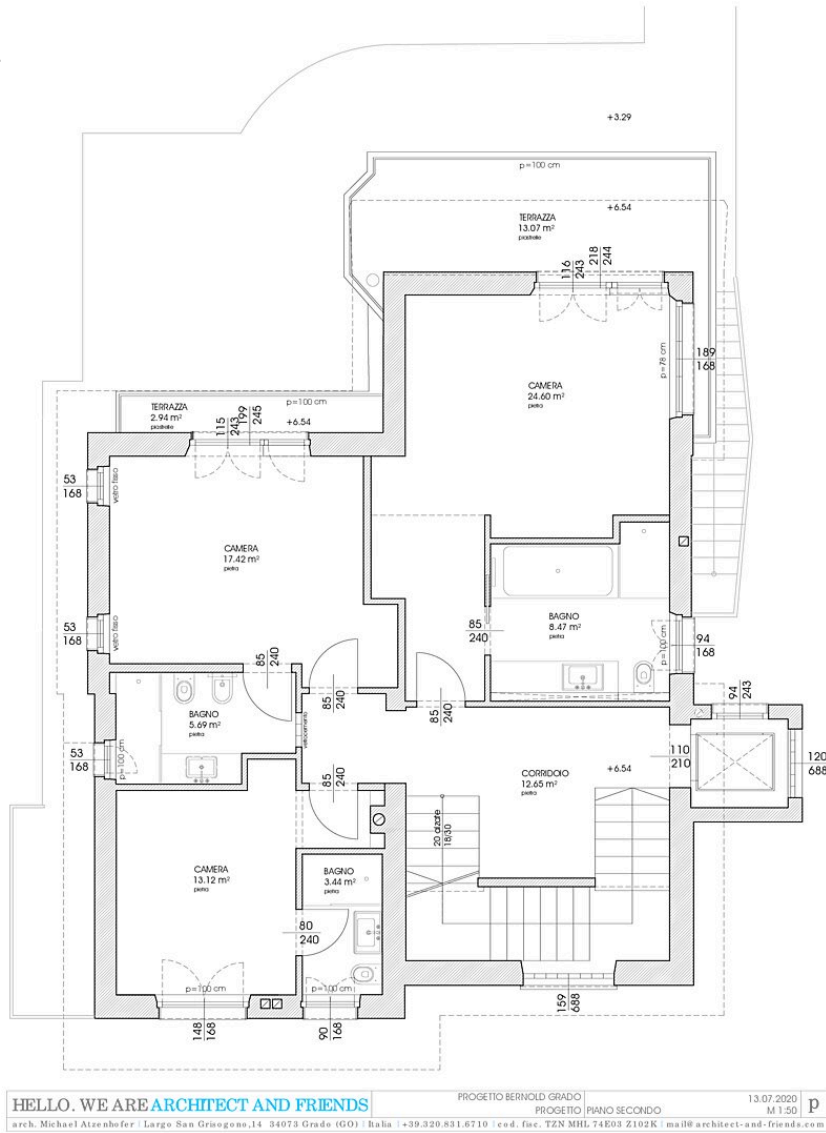 +3.29
p=100 cm
+6.54
TERRAZZA
13.07 m²
piastrelle
116
243
218
244
189
168
p=78 cm
CAMERA
24.60 m²
pietra
TERRAZZA
2.94 m²
piastrelle
p=100 cm
+6.54
115
243
199
245
53
168
vetro fisso
CAMERA
17.42 m²
pietra
53
168
vetro fisso
85
240
BAGNO
8.47 m²
pietra
p=100 cm
94
168
85
240
85
240
85
240
94
243
BAGNO
5.69 m²
pietra
53
168
p=100 cm
85
240
CORRIDOIO
12.65 m²
pietra
+6.54
110
210
120
688
20 alzate
18/30
CAMERA
13.12 m²
pietra
BAGNO
3.44 m²
pietra
80
240
p=100 cm
p=100 cm
148
168
90
168
159
688
HELLO. WE ARE ARCHITECT AND FRIENDS
PROGETTO BERNOLD GRADO
PROGETTO PIANO SECONDO
13.07.2020
M 1:50
p
arch. Michael Atzenhofer | Largo San Grisogono,14 34073 Grado (GO) | Italia | +39.320.831.6710 | cod. fisc. TZN MHL 74E03 Z102K | mail@architect-and-friends.com